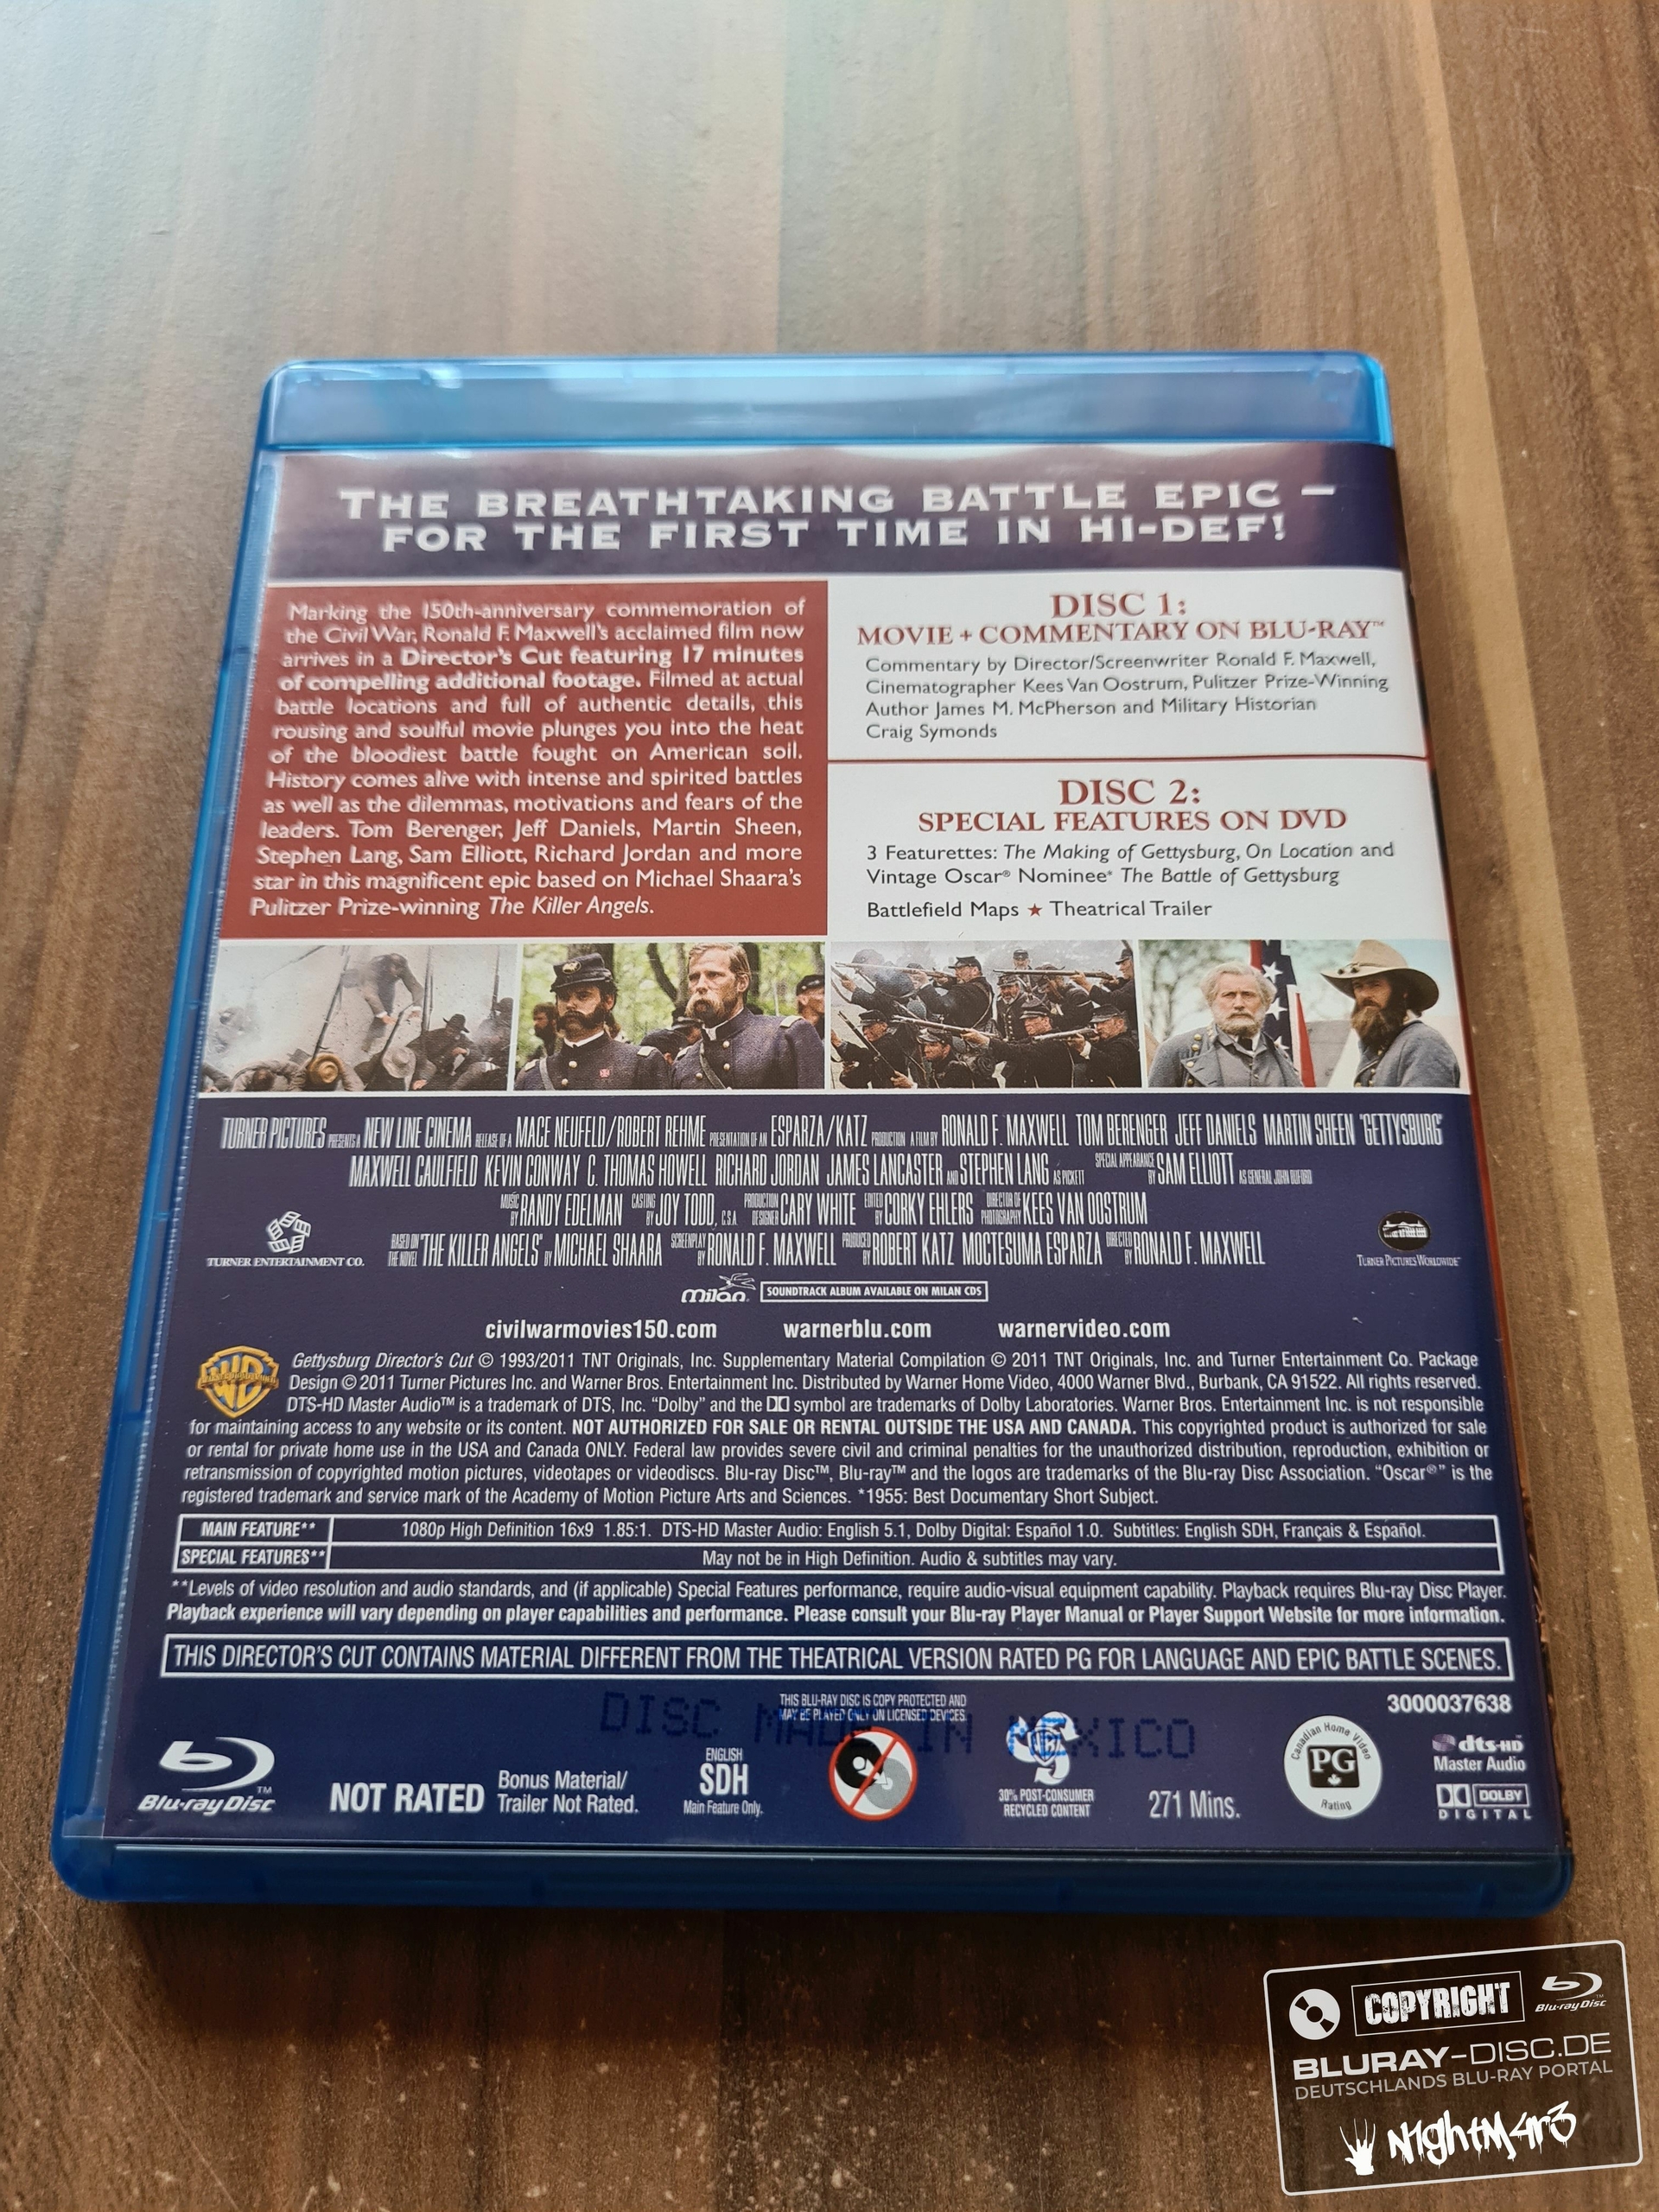 THE BREATHTAKING BATTLE EPIC –
FOR THE FIRST TIME IN HI-DEF!
Marking the 150th-anniversary commemoration of
the Civil War, Ronald F. Maxwell's acclaimed film now
arrives in a Director's Cut featuring 17 minutes
of compelling additional footage. Filmed at actual
battle locations and full of authentic details, this
rousing and soulful movie plunges you into the heat
of the bloodiest battle fought on American soil.
History comes alive with intense and spirited battles
as well as the dilemmas, motivations and fears of the
leaders. Tom Berenger, Jeff Daniels, Martin Sheen,
Stephen Lang, Sam Elliott, Richard Jordan and more
star in this magnificent epic based on Michael Shaara's
Pulitzer Prize-winning The Killer Angels.
DISC 1:
MOVIE + COMMENTARY ON BLU-RAY™
Commentary by Director/Screenwriter Ronald F. Maxwell,
Cinematographer Kees Van Oostrum, Pulitzer Prize-Winning
Author James M. McPherson and Military Historian
Craig Symonds
DISC 2:
SPECIAL FEATURES ON DVD
3 Featurettes: The Making of Gettysburg, On Location and
Vintage Oscar® Nominee* The Battle of Gettysburg
Battlefield Maps ★ Theatrical Trailer
TURNER PICTURES PRESENTS A NEW LINE CINEMA RELEASE OF A MACE NEUFELD/ROBERT REHME PRESENTATION OF AN ESPARZA/KATZ PRODUCTION A FILM BY RONALD F. MAXWELL TOM BERENGER JEFF DANIELS MARTIN SHEEN "GETTYSBURG"
MAXWELL CAULFIELD KEVIN CONWAY C. THOMAS HOWELL RICHARD JORDAN JAMES LANCASTER AND STEPHEN LANG AS PICKETT SPECIAL APPEARANCE BY SAM ELLIOTT AS GENERAL JOHN BUFORD
MUSIC BY RANDY EDELMAN CASTING BY JOY TODD, C.S.A. PRODUCTION DESIGNER CARY WHITE EDITED BY CORKY EHLERS DIRECTOR OF PHOTOGRAPHY KEES VAN OOSTRUM
BASED ON THE NOVEL "THE KILLER ANGELS" BY MICHAEL SHAARA SCREENPLAY BY RONALD F. MAXWELL PRODUCED BY ROBERT KATZ MOCTESUMA ESPARZA DIRECTED BY RONALD F. MAXWELL
TURNER ENTERTAINMENT CO.
TURNER PICTURES WORLDWIDE
milan SOUNDTRACK ALBUM AVAILABLE ON MILAN CDS
civilwarmovies150.com warnerblu.com warnervideo.com
WB
Gettysburg Director's Cut © 1993/2011 TNT Originals, Inc. Supplementary Material Compilation © 2011 TNT Originals, Inc. and Turner Entertainment Co. Package
Design © 2011 Turner Pictures Inc. and Warner Bros. Entertainment Inc. Distributed by Warner Home Video, 4000 Warner Blvd., Burbank, CA 91522. All rights reserved.
DTS-HD Master Audio™ is a trademark of DTS, Inc. "Dolby" and the symbol are trademarks of Dolby Laboratories. Warner Bros. Entertainment Inc. is not responsible
for maintaining access to any website or its content. NOT AUTHORIZED FOR SALE OR RENTAL OUTSIDE THE USA AND CANADA. This copyrighted product is authorized for sale
or rental for private home use in the USA and Canada ONLY. Federal law provides severe civil and criminal penalties for the unauthorized distribution, reproduction, exhibition or
retransmission of copyrighted motion pictures, videotapes or videodiscs. Blu-ray Disc™, Blu-ray™ and the logos are trademarks of the Blu-ray Disc Association. "Oscar®" is the
registered trademark and service mark of the Academy of Motion Picture Arts and Sciences. *1955: Best Documentary Short Subject.
MAIN FEATURE** 1080p High Definition 16x9 1.85:1. DTS-HD Master Audio: English 5.1, Dolby Digital: Español 1.0. Subtitles: English SDH, Français & Español.
SPECIAL FEATURES** May not be in High Definition. Audio & subtitles may vary.
**Levels of video resolution and audio standards, and (if applicable) Special Features performance, require audio-visual equipment capability. Playback requires Blu-ray Disc Player.
Playback experience will vary depending on player capabilities and performance. Please consult your Blu-ray Player Manual or Player Support Website for more information.
THIS DIRECTOR'S CUT CONTAINS MATERIAL DIFFERENT FROM THE THEATRICAL VERSION RATED PG FOR LANGUAGE AND EPIC BATTLE SCENES.
THIS BLU-RAY DISC IS COPY PROTECTED AND
MAY BE PLAYED ONLY ON LICENSED DEVICES.
DISC MADE IN MEXICO
3000037638
Blu-ray Disc™
NOT RATED
Bonus Material/
Trailer Not Rated.
ENGLISH
SDH
Main Feature Only.
30% POST-CONSUMER
RECYCLED CONTENT
271 Mins.
Canadian Home Video
PG
Rating
dts-HD
Master Audio
DOLBY
DIGITAL
COPYRIGHT Blu-ray Disc
BLURAY-DISC.DE
DEUTSCHLANDS BLU-RAY PORTAL
N1ghtM4r3